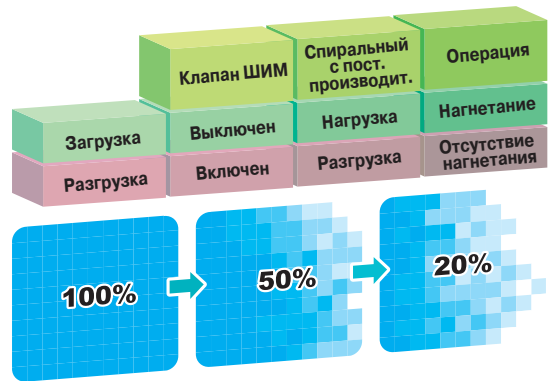 Клапан ШИМ
Спиральный
с пост.
производит.
Операция
Загрузка
Выключен
Нагрузка
Нагнетание
Разгрузка
Включен
Разгрузка
Отсутствие
нагнетания
100%
50%
20%